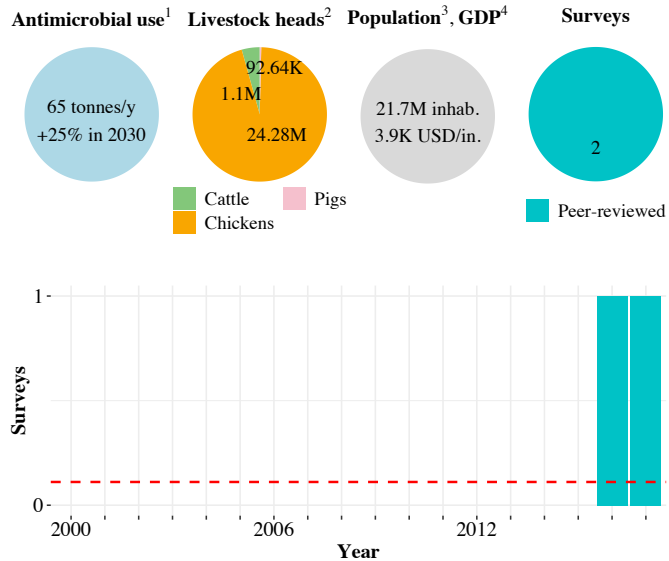 Antimicrobial use¹
Livestock heads²
Population³, GDP⁴
Surveys
65 tonnes/y
+25% in 2030
92.64K
1.1M
24.28M
21.7M inhab.
3.9K USD/in.
2
Cattle
Pigs
Chickens
Peer-reviewed
1
Surveys
0
2000
2006
2012
Year